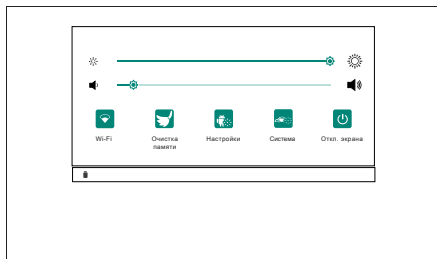 Wi-Fi
Очистка
памяти
Настройки
Система
Откл. экрана